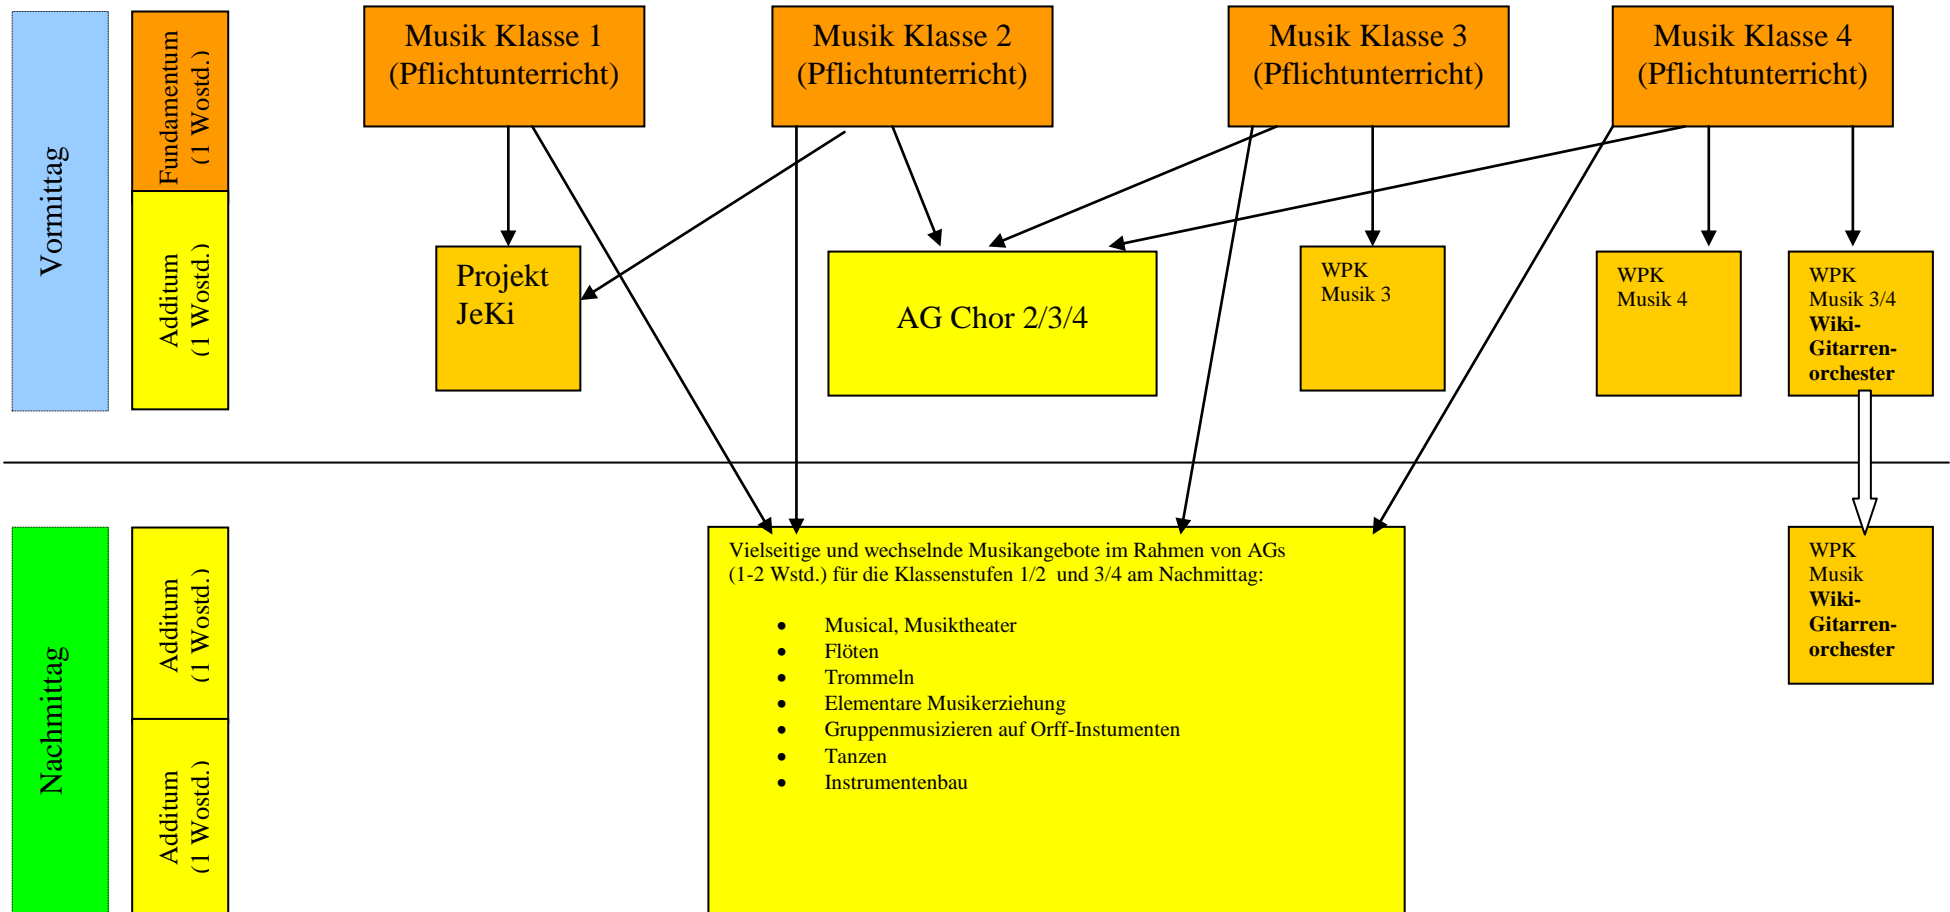 Vormittag
Fundamentum
(1 Wostd.)
Additum
(1 Wostd.)
Musik Klasse 1
(Pflichtunterricht)
Musik Klasse 2
(Pflichtunterricht)
Musik Klasse 3
(Pflichtunterricht)
Musik Klasse 4
(Pflichtunterricht)
Projekt
JeKi
AG Chor 2/3/4
WPK
Musik 3
WPK
Musik 4
WPK
Musik 3/4
Wiki-
Gitarren-
orchester
Nachmittag
Additum
(1 Wostd.)
Additum
(1 Wostd.)
Vielseitige und wechselnde Musikangebote im Rahmen von AGs
(1-2 Wstd.) für die Klassenstufen 1/2 und 3/4 am Nachmittag:
• Musical, Musiktheater
• Flöten
• Trommeln
• Elementare Musikerziehung
• Gruppenmusizieren auf Orff-Instumenten
• Tanzen
• Instrumentenbau
WPK
Musik
Wiki-
Gitarren-
orchester